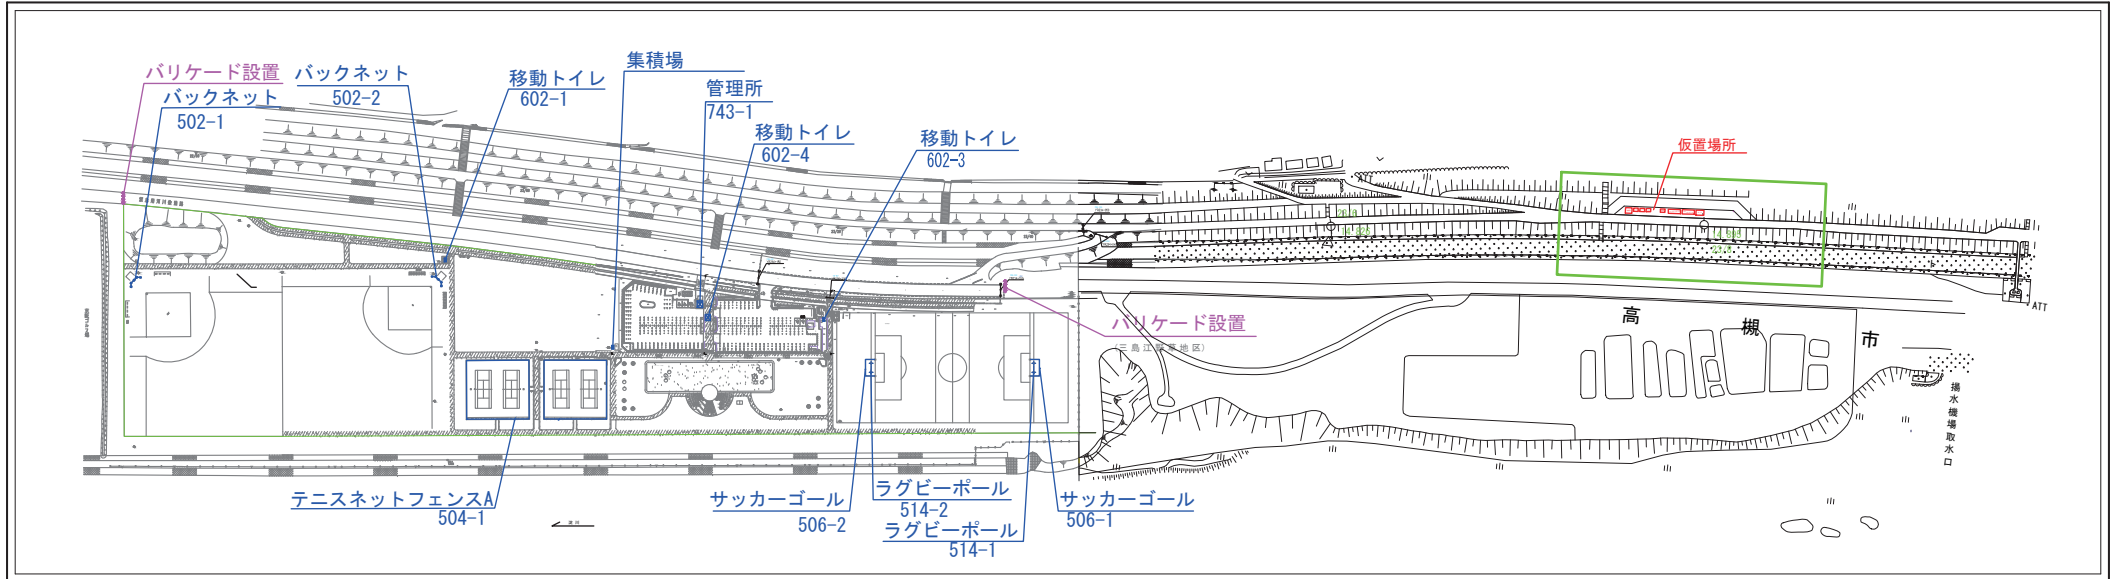 バリケード設置
バックネット
502-1
バックネット
502-2
移動トイレ
602-1
集積場
管理所
743-1
移動トイレ
602-4
移動トイレ
602-3
仮置場所
バリケード設置
高槻市
揚水機場取水口
ATT
テニスネットフェンスA
504-1
サッカーゴール
506-2
ラグビーポール
514-2
ラグビーポール
514-1
サッカーゴール
506-1